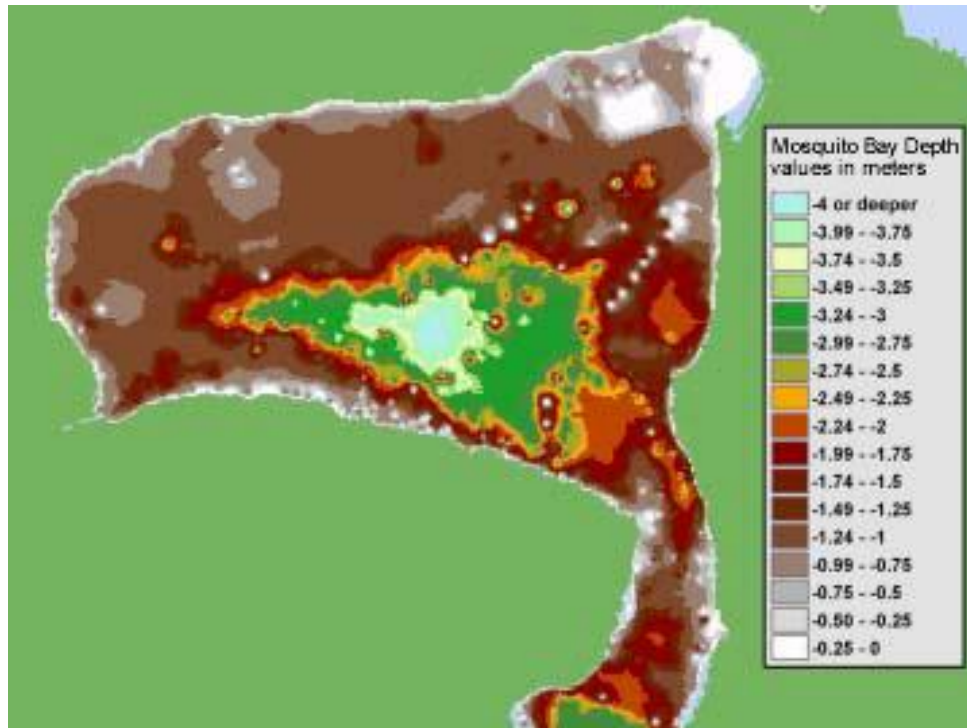 Mosquito Bay Depth
values in meters
-4 or deeper
-3.99 - -3.75
-3.74 - -3.5
-3.49 - -3.25
-3.24 - -3
-2.99 - -2.75
-2.74 - -2.5
-2.49 - -2.25
-2.24 - -2
-1.99 - -1.75
-1.74 - -1.5
-1.49 - -1.25
-1.24 - -1
-0.99 - -0.75
-0.75 - -0.5
-0.50 - -0.25
-0.25 - 0